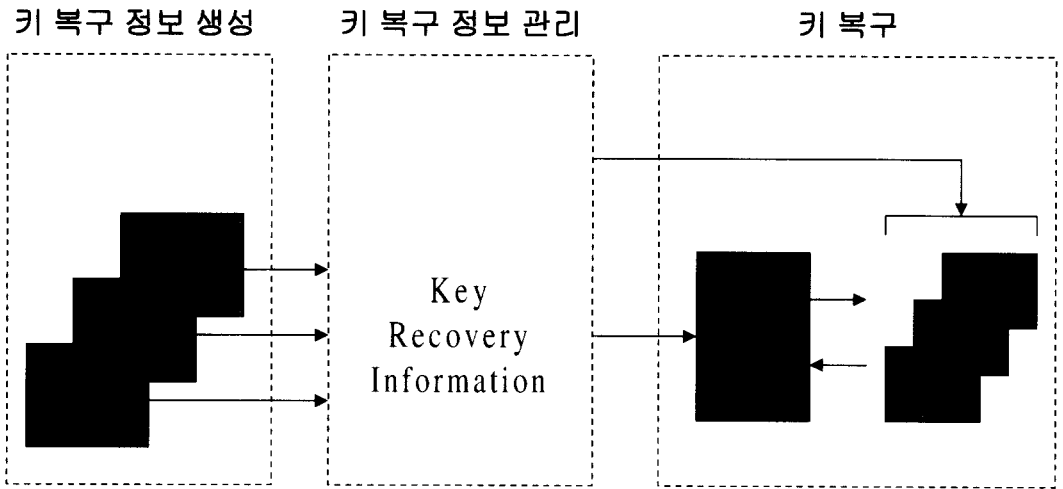 키 복구 정보 생성
키 복구 정보 관리
키 복구
Key
Recovery
Information